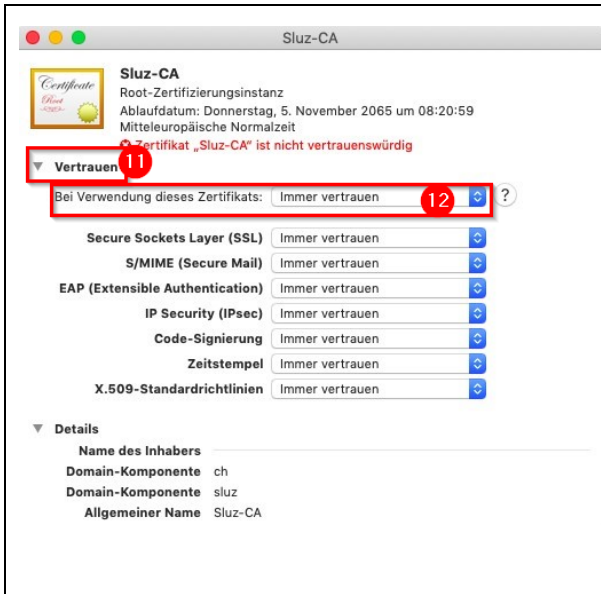 Sluz-CA
Certificate
Root
Sluz-CA
Root-Zertifizierungsinstanz
Ablaufdatum: Donnerstag, 5. November 2065 um 08:20:59
Mitteleuropäische Normalzeit
Zertifikat „Sluz-CA“ ist nicht vertrauenswürdig
Vertrauen 11
Bei Verwendung dieses Zertifikats: Immer vertrauen 12 ?
Secure Sockets Layer (SSL) Immer vertrauen
S/MIME (Secure Mail) Immer vertrauen
EAP (Extensible Authentication) Immer vertrauen
IP Security (IPsec) Immer vertrauen
Code-Signierung Immer vertrauen
Zeitstempel Immer vertrauen
X.509-Standardrichtlinien Immer vertrauen
Details
Name des Inhabers
Domain-Komponente ch
Domain-Komponente sluz
Allgemeiner Name Sluz-CA